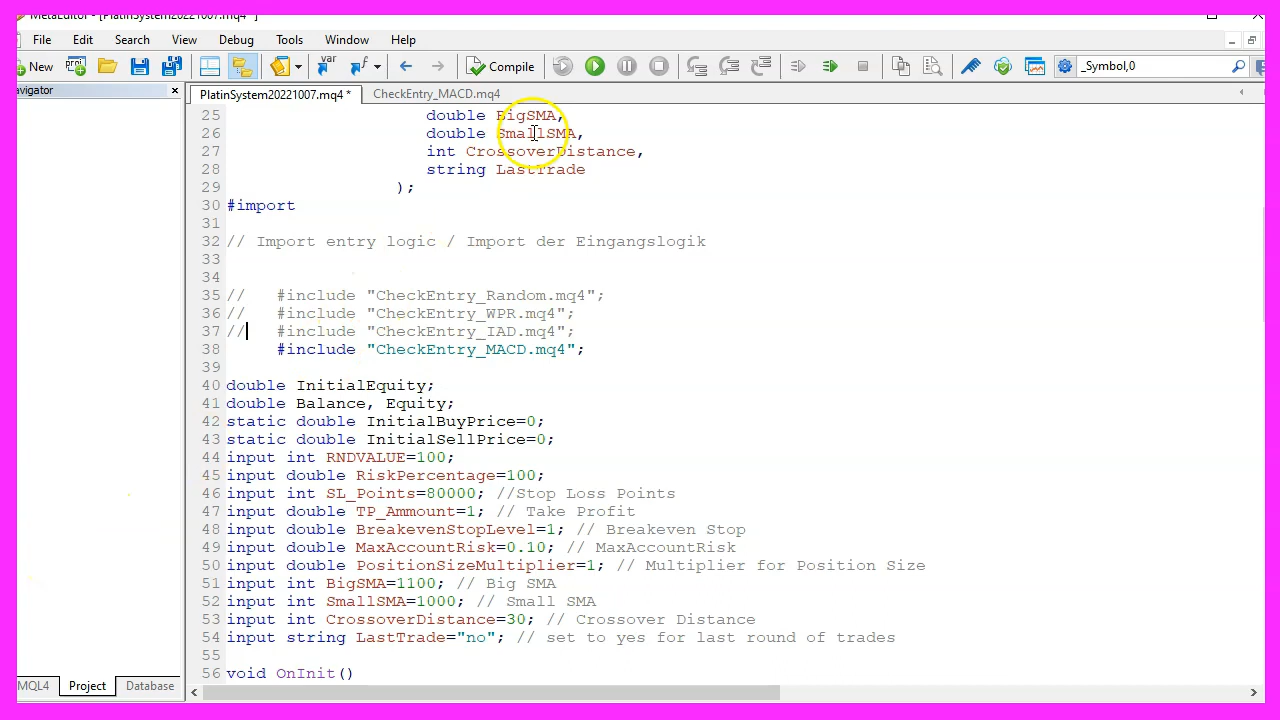 MetaEditor - [PlatinSystem20221007.mq4 * ]
File Edit Search View Debug Tools Window Help
New Compile _Symbol,0
avigator
PlatinSystem20221007.mq4 * CheckEntry_MACD.mq4
25 double BigSMA,
26 double SmallSMA,
27 int CrossoverDistance,
28 string LastTrade
29 );
30 #import
31
32 // Import entry logic / Import der Eingangslogik
33
34
35 // #include "CheckEntry_Random.mq4";
36 // #include "CheckEntry_WPR.mq4";
37 // #include "CheckEntry_IAD.mq4";
38 #include "CheckEntry_MACD.mq4";
39
40 double InitialEquity;
41 double Balance, Equity;
42 static double InitialBuyPrice=0;
43 static double InitialSellPrice=0;
44 input int RNDVALUE=100;
45 input double RiskPercentage=100;
46 input int SL_Points=80000; //Stop Loss Points
47 input double TP_Ammount=1; // Take Profit
48 input double BreakevenStopLevel=1; // Breakeven Stop
49 input double MaxAccountRisk=0.10; // MaxAccountRisk
50 input double PositionSizeMultiplier=1; // Multiplier for Position Size
51 input int BigSMA=1100; // Big SMA
52 input int SmallSMA=1000; // Small SMA
53 input int CrossoverDistance=30; // Crossover Distance
54 input string LastTrade="no"; // set to yes for last round of trades
55
56 void OnInit()
MQL4 Project Database